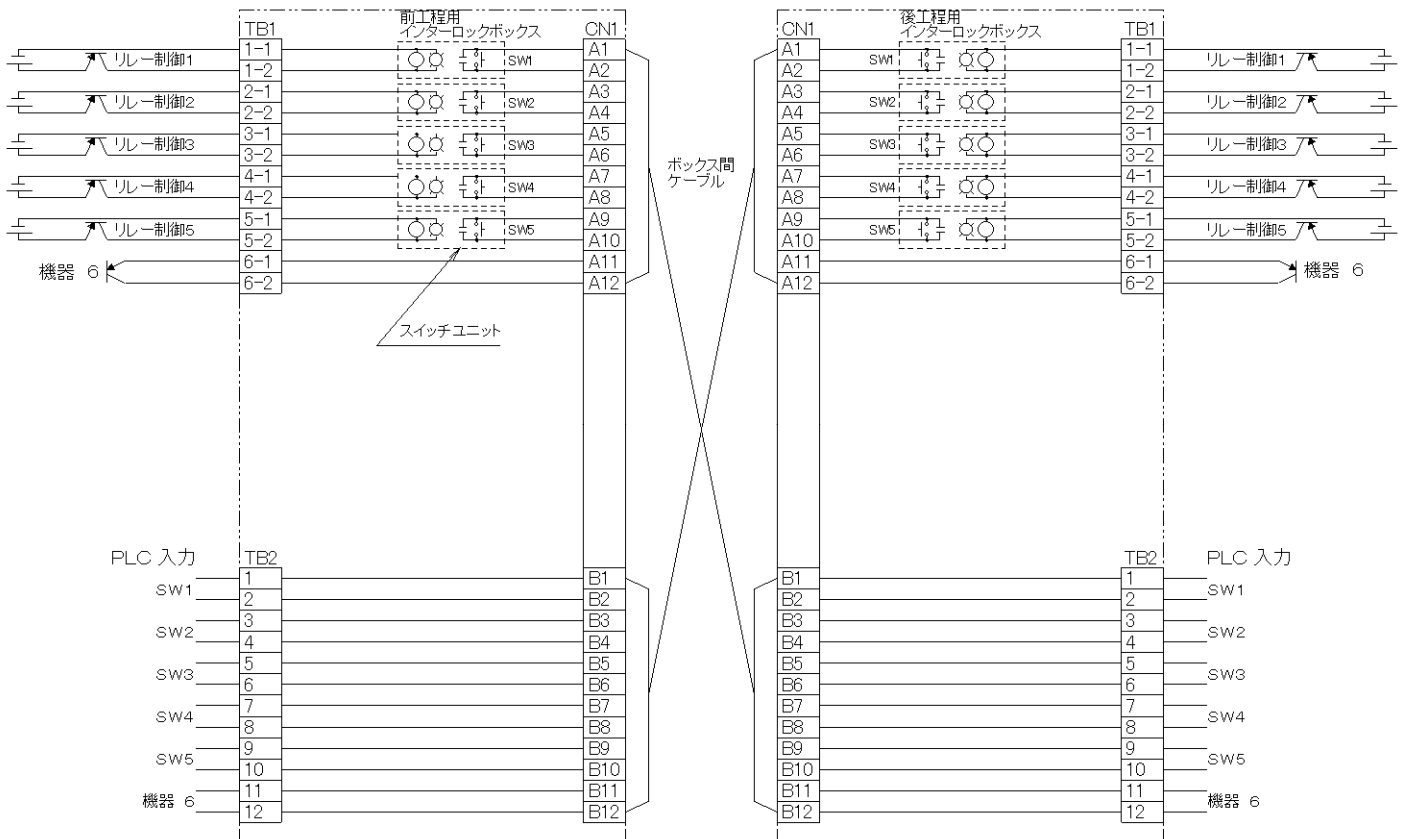 前工程用
インターロックボックス
後工程用
インターロックボックス
TB1
CN1
CN1
TB1
1-1
1-2
2-1
2-2
3-1
3-2
4-1
4-2
5-1
5-2
6-1
6-2
リレー制御1
リレー制御2
リレー制御3
リレー制御4
リレー制御5
機器 6
SW1
SW2
SW3
SW4
SW5
スイッチユニット
A1
A2
A3
A4
A5
A6
A7
A8
A9
A10
A11
A12
ボックス間
ケーブル
A1
A2
A3
A4
A5
A6
A7
A8
A9
A10
A11
A12
SW1
SW2
SW3
SW4
SW5
1-1
1-2
2-1
2-2
3-1
3-2
4-1
4-2
5-1
5-2
6-1
6-2
リレー制御1
リレー制御2
リレー制御3
リレー制御4
リレー制御5
機器 6
PLC 入力
TB2
SW1
SW2
SW3
SW4
SW5
機器 6
1
2
3
4
5
6
7
8
9
10
11
12
B1
B2
B3
B4
B5
B6
B7
B8
B9
B10
B11
B12
B1
B2
B3
B4
B5
B6
B7
B8
B9
B10
B11
B12
TB2
PLC 入力
1
2
3
4
5
6
7
8
9
10
11
12
SW1
SW2
SW3
SW4
SW5
機器 6